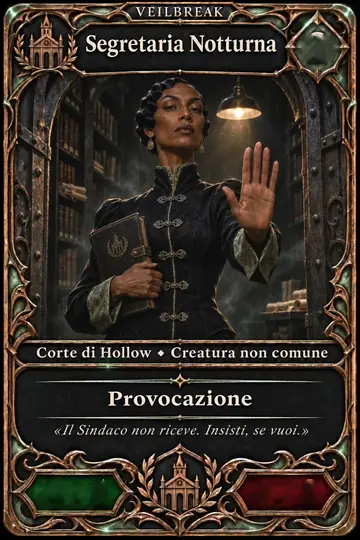 VEILBREAK
Segretaria Notturna
Corte di Hollow ◆ Creatura non comune
Provocazione
«Il Sindaco non riceve. Insisti, se vuoi.»